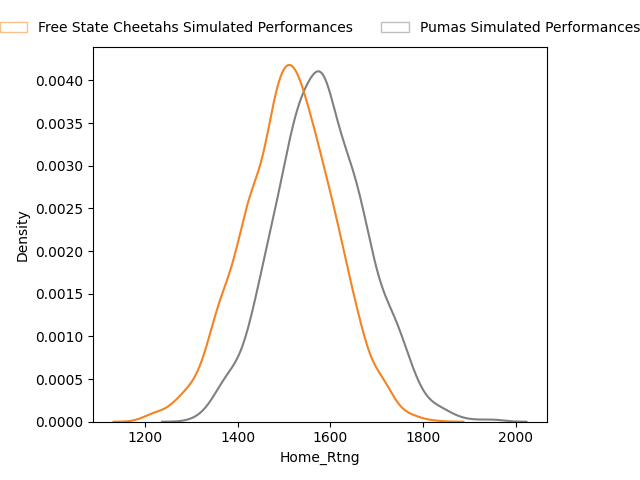 Free State Cheetahs Simulated Performances Pumas Simulated Performances
0.0040
0.0035
0.0030
0.0025
0.0020
0.0015
0.0010
0.0005
0.0000
Density
1200 1400 1600 1800 2000
Home_Rtng